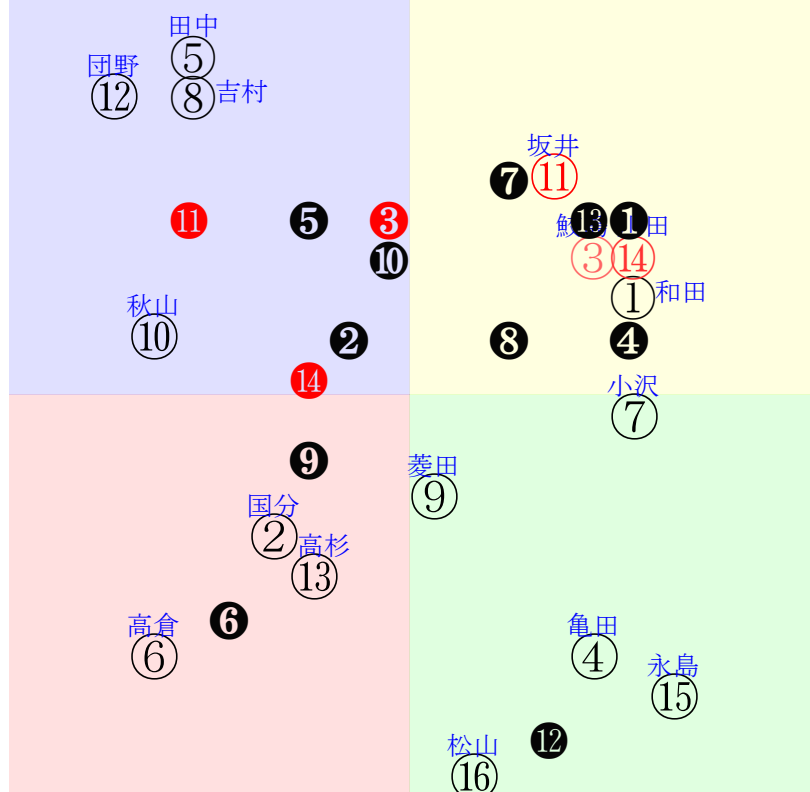 田中
⑤
団野
⑫
⑧ 吉村
坂井
❼ ⑪
⓫ ❺ ❸ ⓭ ❶
田
❿ ③ ⑭
秋山
① 和田
⑩ ❷ ❽ ❹
⓮
小沢
⑦
❾ 菱田
⑨
国分
② 高杉
⑬
高倉 ❻ 亀田
⑥ ④ 永島
⑮
松山 ⓬
⑯